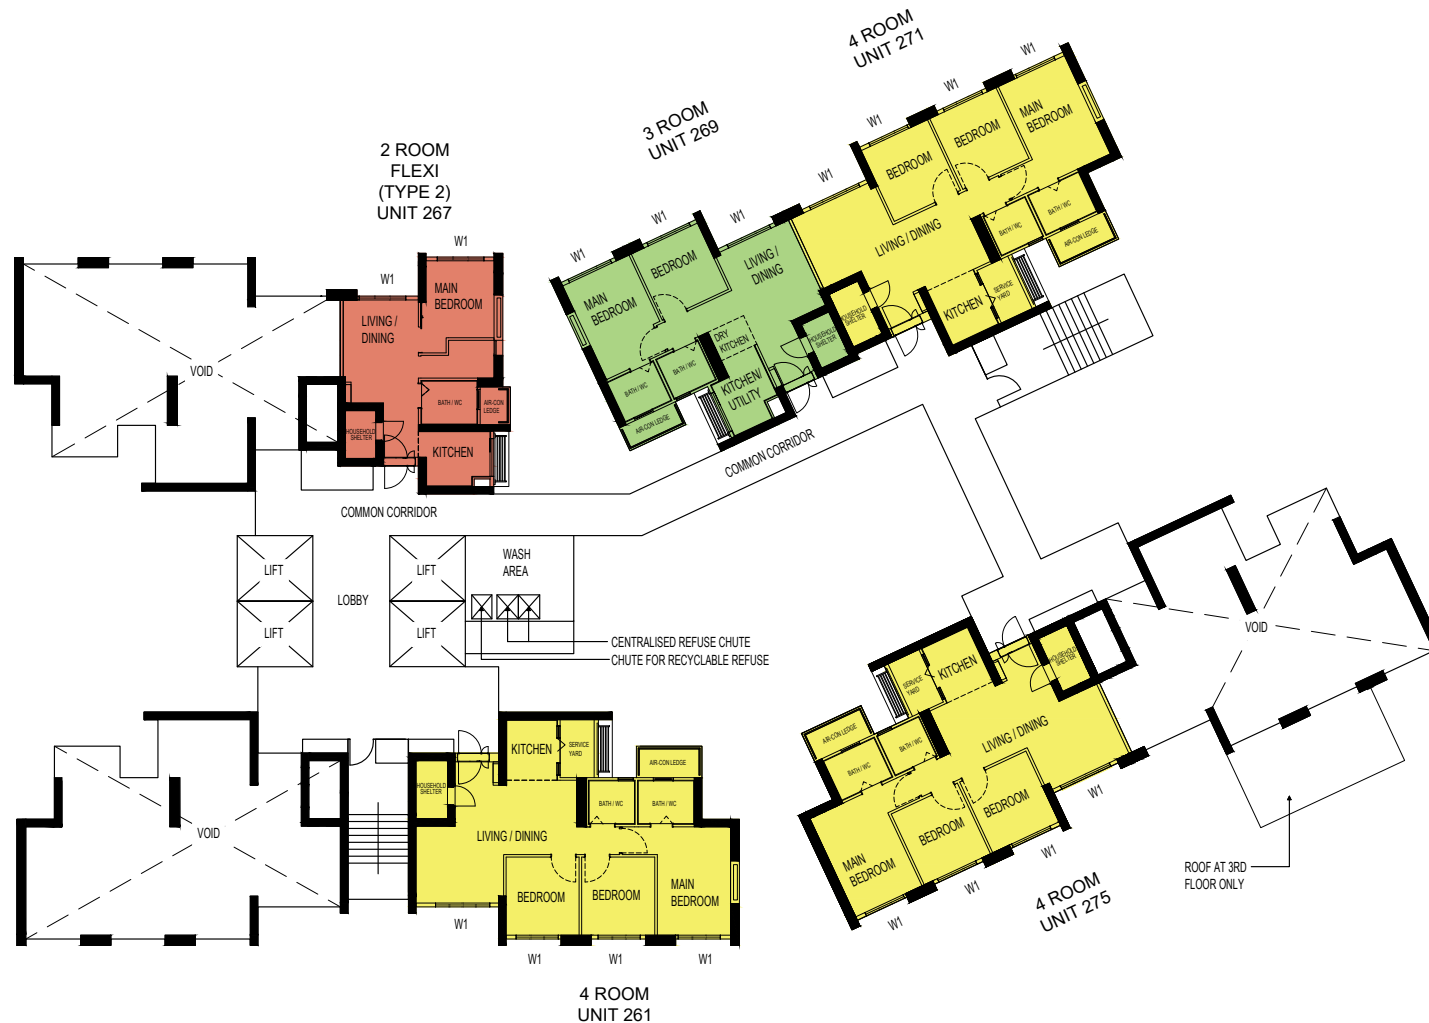 4 ROOM
UNIT 271
W1
W1
W1
W1
MAIN
BEDROOM
BEDROOM
BEDROOM
LIVING / DINING
BATH / WC
BATH / WC
AIR-CON LEDGE
KITCHEN
SERVICE
YARD
HOUSEHOLD
SHELTER
3 ROOM
UNIT 269
W1
W1
W1
MAIN
BEDROOM
BEDROOM
LIVING /
DINING
DRY
KITCHEN
KITCHEN/
UTILITY
BATH / WC
BATH / WC
AIR-CON LEDGE
HOUSEHOLD
SHELTER
2 ROOM
FLEXI
(TYPE 2)
UNIT 267
W1
W1
MAIN
BEDROOM
LIVING /
DINING
BATH / WC
AIR-CON
LEDGE
HOUSEHOLD
SHELTER
KITCHEN
VOID
COMMON CORRIDOR
COMMON CORRIDOR
LIFT
LIFT
LIFT
LIFT
LOBBY
WASH
AREA
CENTRALISED REFUSE CHUTE
CHUTE FOR RECYCLABLE REFUSE
VOID
KITCHEN
SERVICE
YARD
HOUSEHOLD
SHELTER
AIR-CON LEDGE
BATH / WC
BATH / WC
LIVING / DINING
MAIN
BEDROOM
BEDROOM
BEDROOM
W1
W1
W1
W1
4 ROOM
UNIT 275
ROOF AT 3RD
FLOOR ONLY
VOID
HOUSEHOLD
SHELTER
KITCHEN
SERVICE
YARD
AIR-CON LEDGE
BATH / WC
BATH / WC
LIVING / DINING
BEDROOM
BEDROOM
MAIN
BEDROOM
W1
W1
W1
W1
4 ROOM
UNIT 261